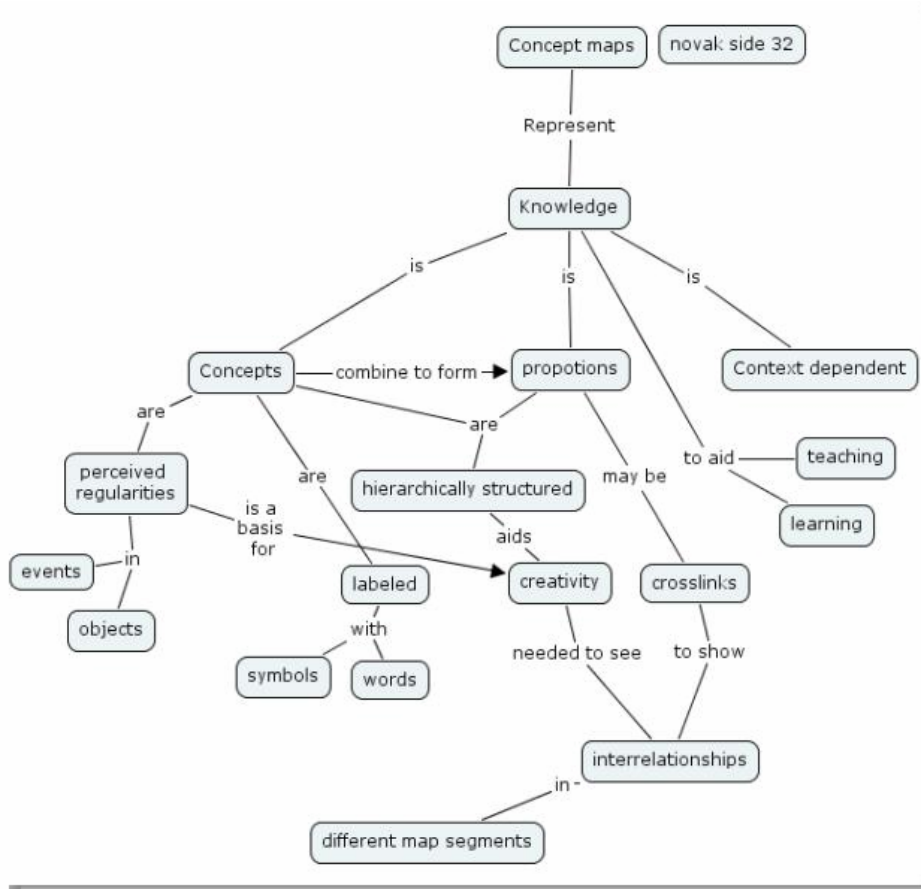 Concept maps
novak side 32
Represent
Knowledge
is
is
is
Concepts
combine to form
propotions
Context dependent
are
are
to aid
teaching
perceived
regularities
are
hierarchically structured
may be
learning
is a
basis
for
aids
in
events
labeled
creativity
crosslinks
objects
with
needed to see
to show
symbols
words
interrelationships
in -
different map segments